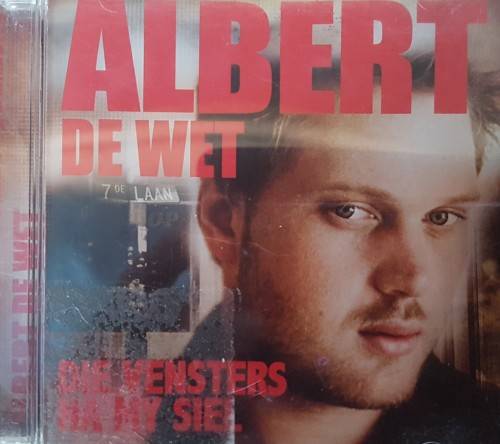 ALBERT
DE WET
7DE LAAN
DIE VENSTERS
NA MY SIEL
ALBERT DE WET